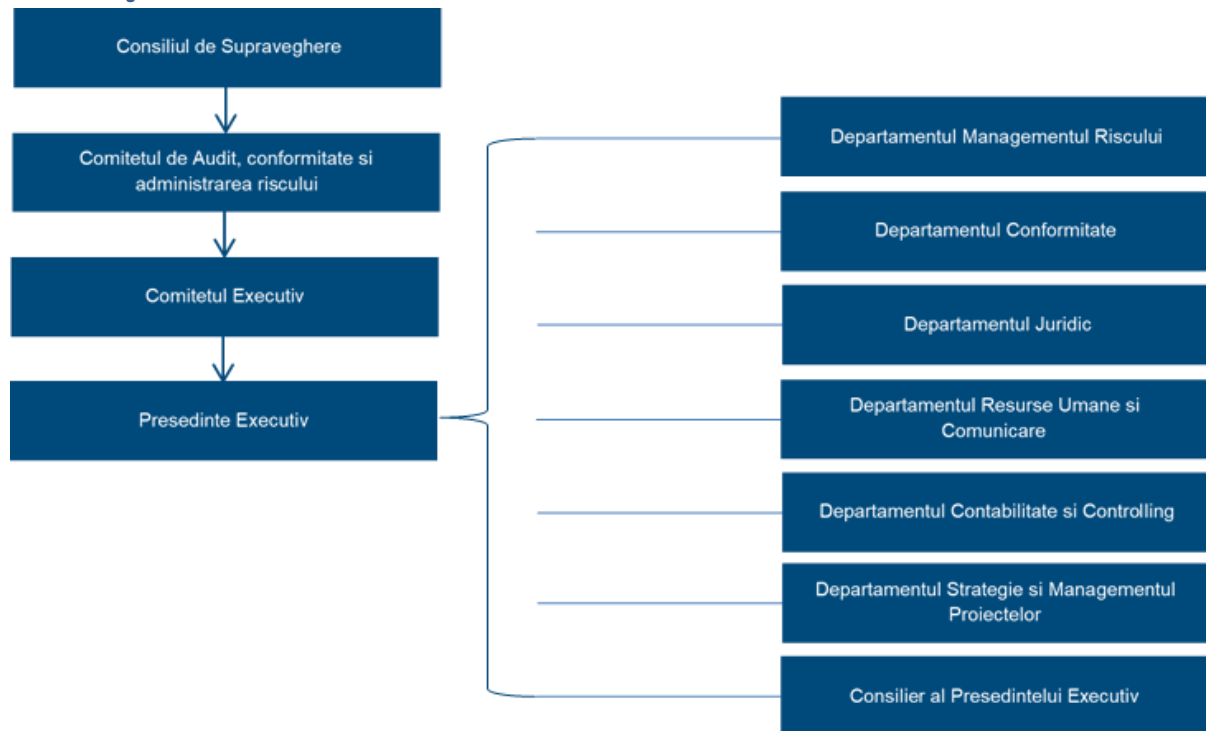 Consiliul de Supraveghere
Comitetul de Audit, conformitate si
administrarea riscului
Comitetul Executiv
Presedinte Executiv
Departamentul Managementul Riscului
Departamentul Conformitate
Departamentul Juridic
Departamentul Resurse Umane si
Comunicare
Departamentul Contabilitate si Controlling
Departamentul Strategie si Managementul
Proiectelor
Consilier al Presedintelui Executiv